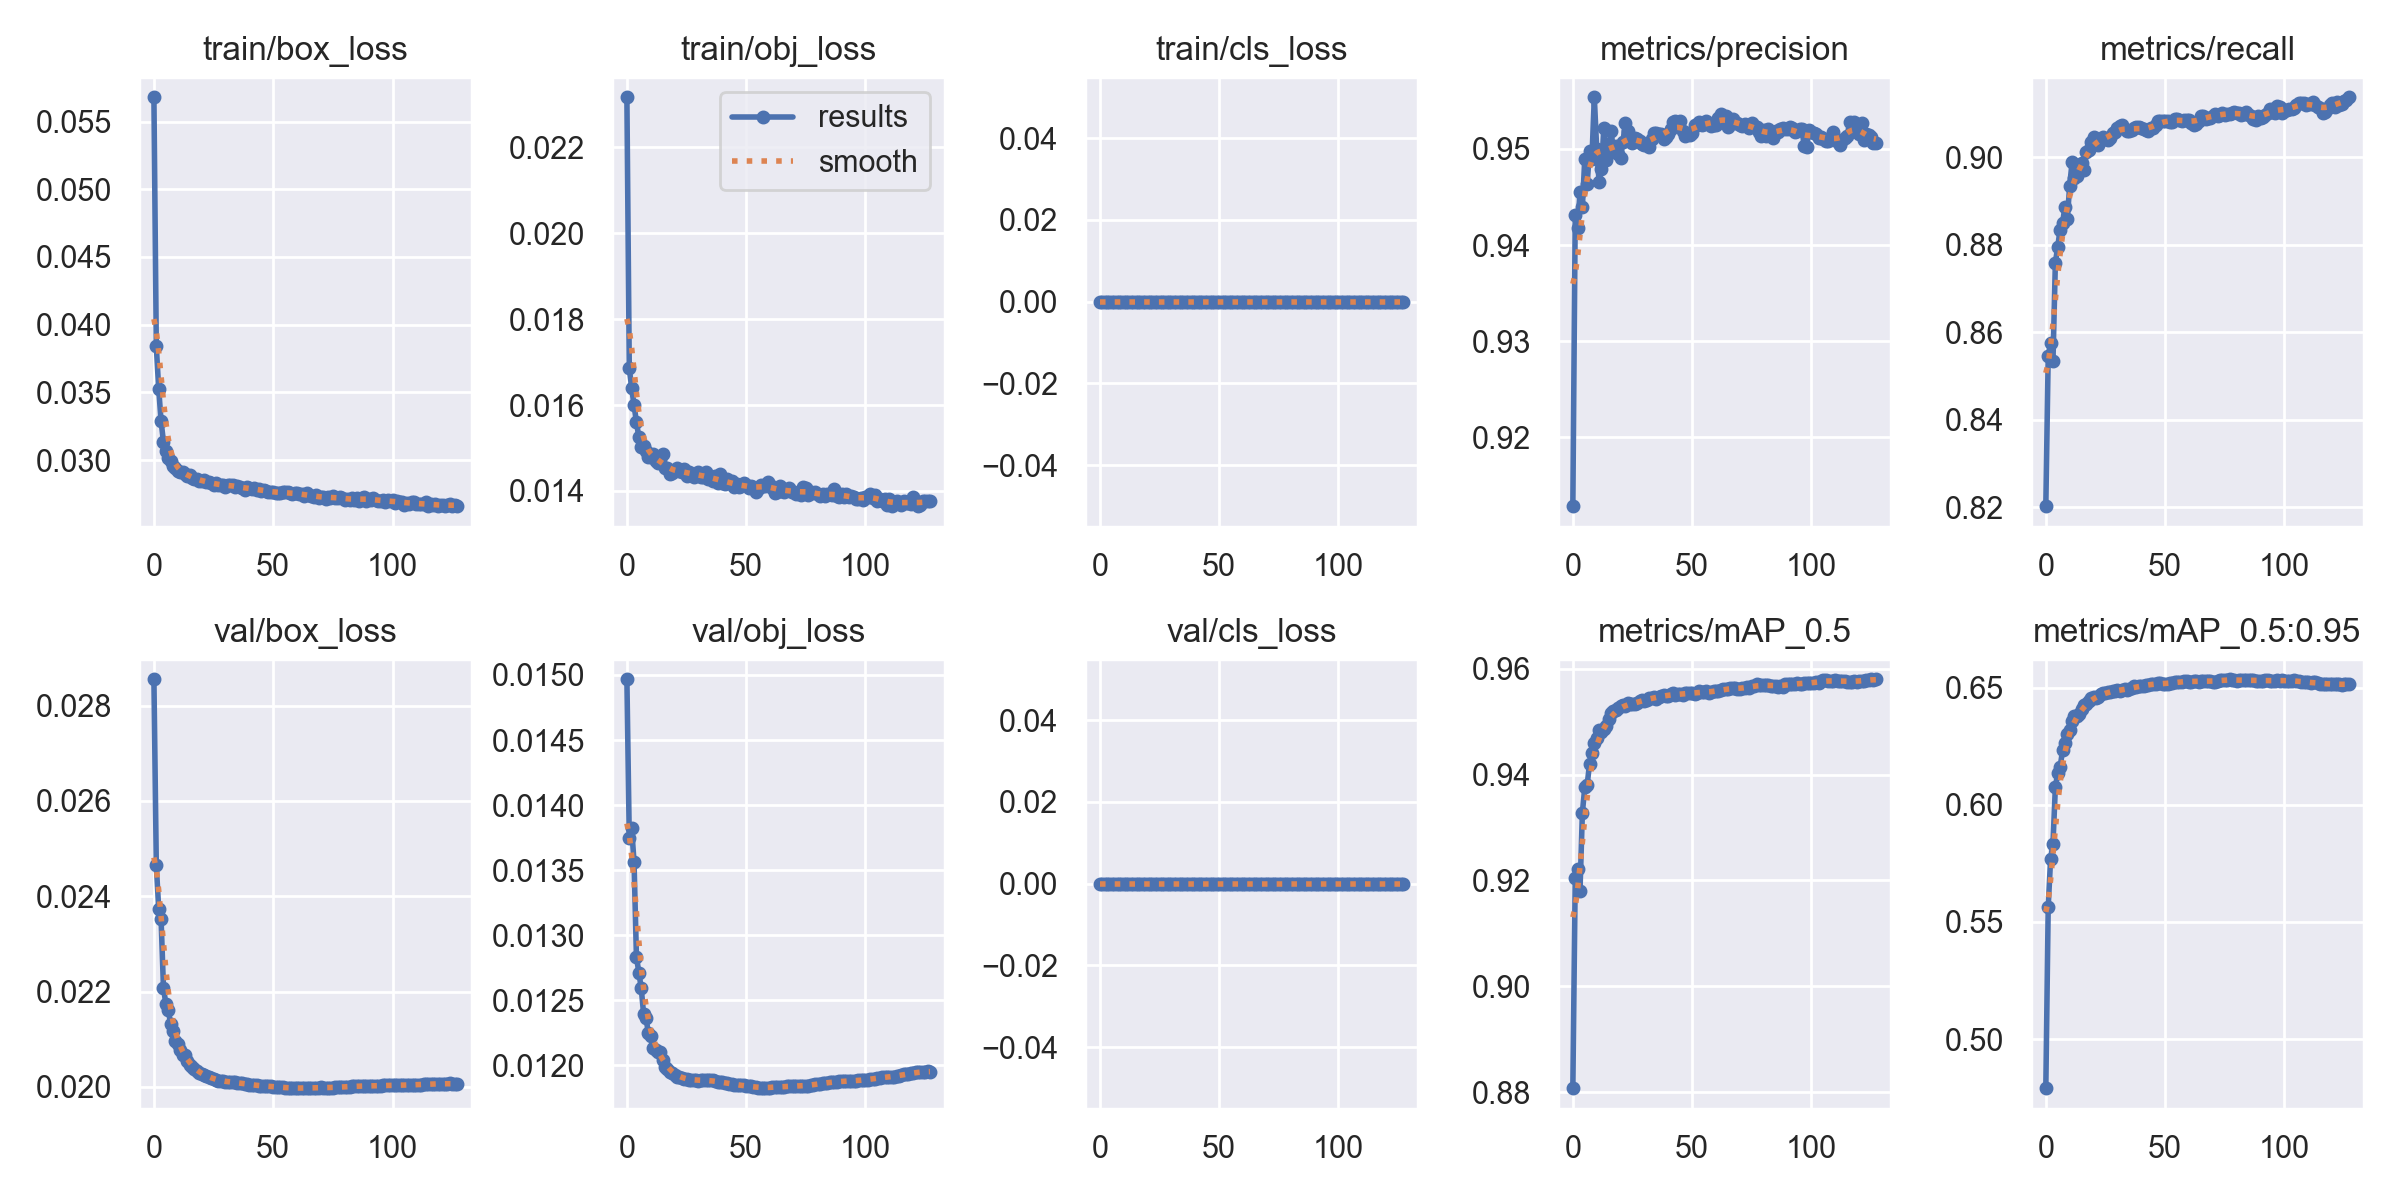 train/box_loss
0.055
0.050
0.045
0.040
0.035
0.030
0 50 100
train/obj_loss
results
smooth
0.022
0.020
0.018
0.016
0.014
0 50 100
train/cls_loss
0.04
0.02
0.00
−0.02
−0.04
0 50 100
metrics/precision
0.95
0.94
0.93
0.92
0 50 100
metrics/recall
0.90
0.88
0.86
0.84
0.82
0 50 100
val/box_loss
0.028
0.026
0.024
0.022
0.020
0 50 100
val/obj_loss
0.0150
0.0145
0.0140
0.0135
0.0130
0.0125
0.0120
0 50 100
val/cls_loss
0.04
0.02
0.00
−0.02
−0.04
0 50 100
metrics/mAP_0.5
0.96
0.94
0.92
0.90
0.88
0 50 100
metrics/mAP_0.5:0.95
0.65
0.60
0.55
0.50
0 50 100